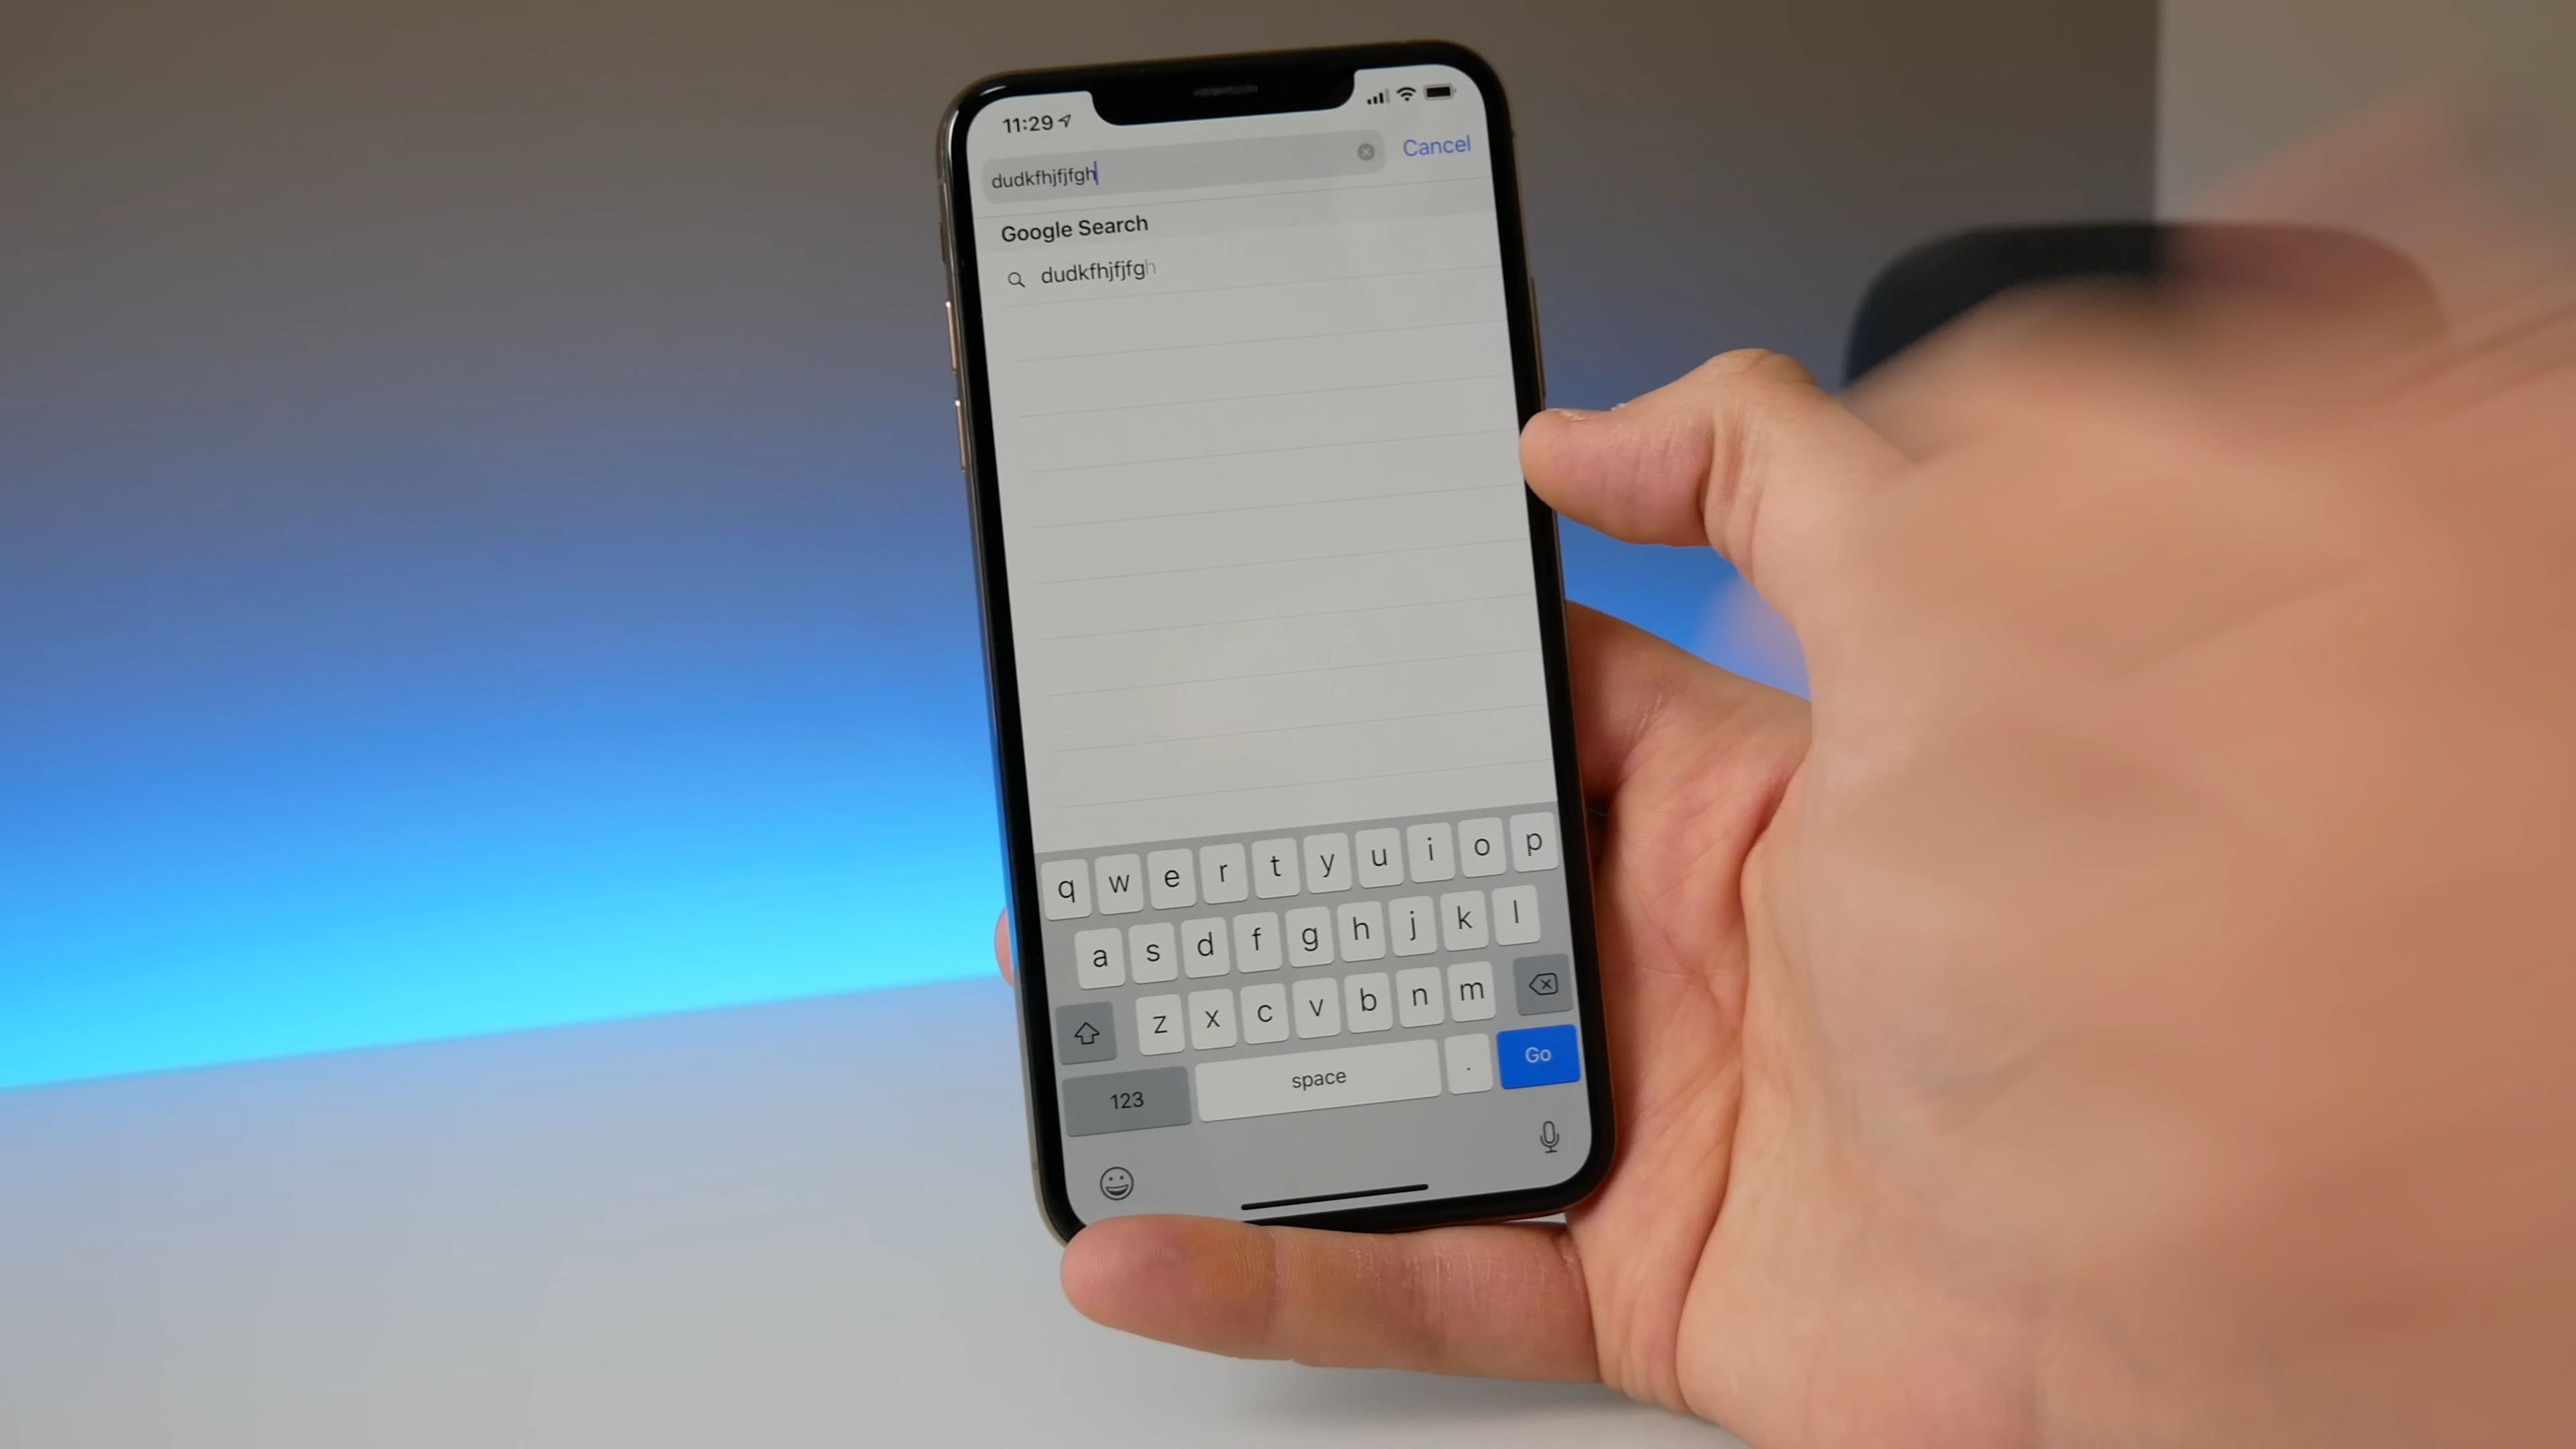 11:29
dudkfhjfjfgh
Cancel
Google Search
dudkfhjfjfgh
q w e r t y u i o p
a s d f g h j k l
z x c v b n m
123 space . Go